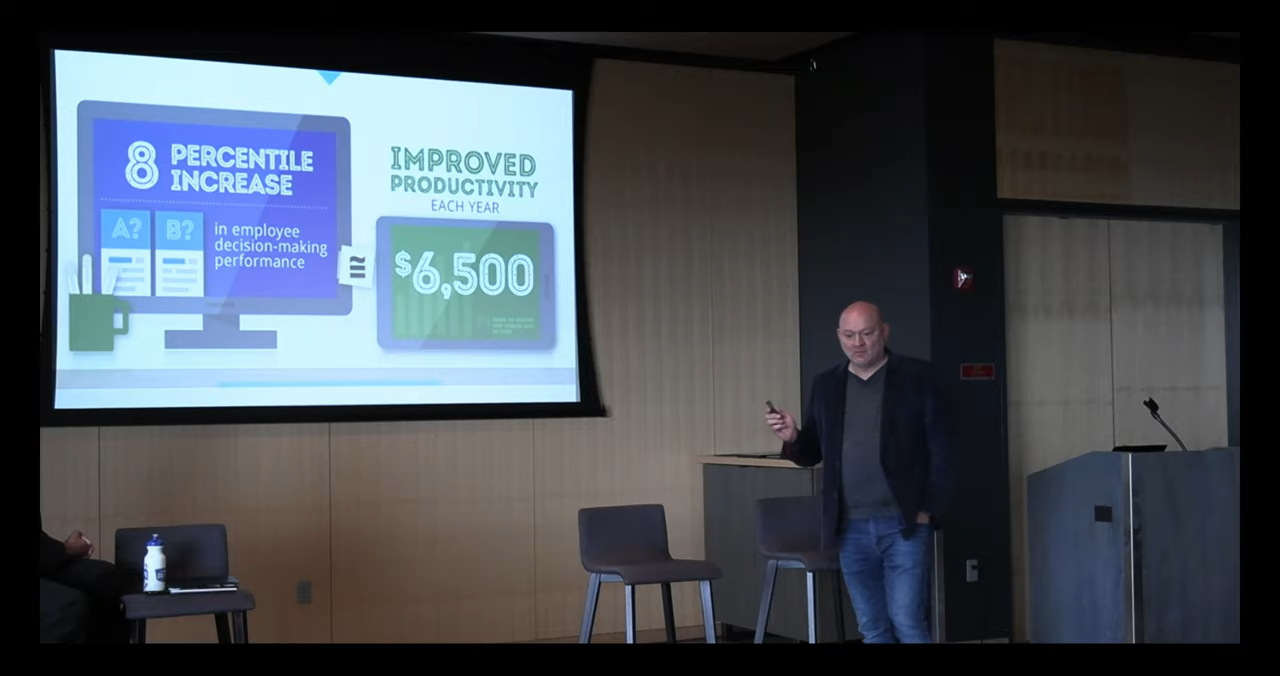 8 PERCENTILE
INCREASE
A? B?
in employee
decision-making
performance
≅
IMPROVED
PRODUCTIVITY
EACH YEAR
$6,500